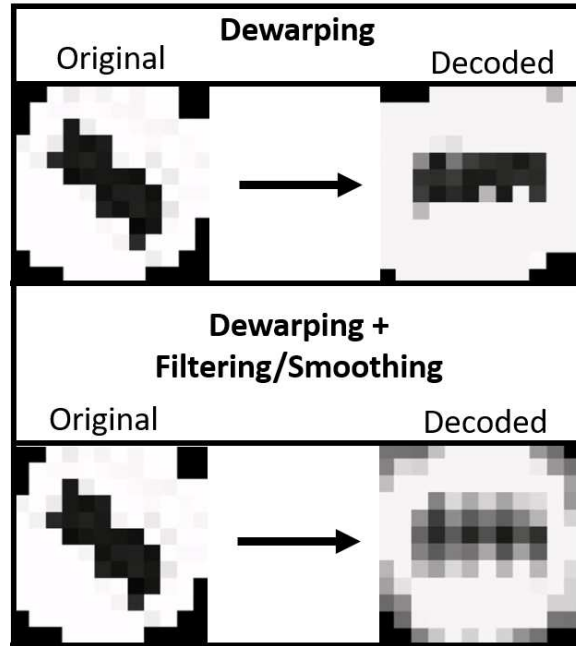 Dewarping
Original Decoded
Dewarping +
Filtering/Smoothing
Original Decoded